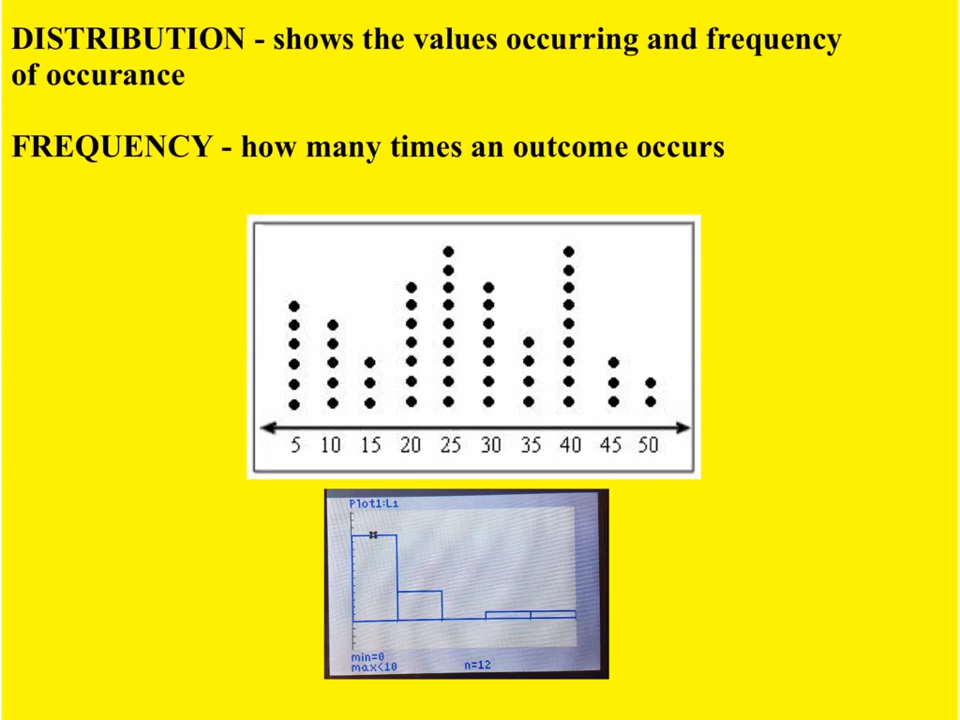 DISTRIBUTION - shows the values occurring and frequency
of occurance
FREQUENCY - how many times an outcome occurs
5 10 15 20 25 30 35 40 45 50
Plot1:L1
min=0
max<10 n=12